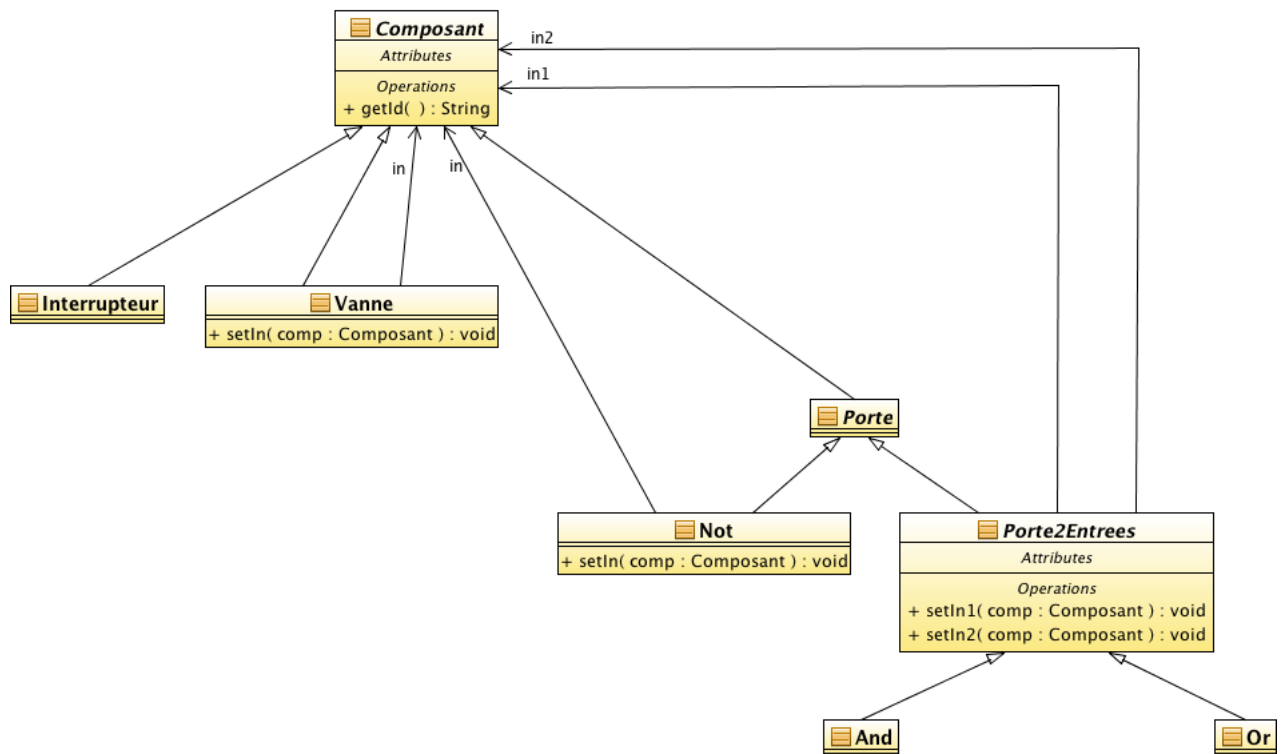 Composant
Attributes
Operations
+ getId( ) : String
in2
in1
in
in
Interrupteur
Vanne
+ setIn( comp : Composant ) : void
Porte
Not
+ setIn( comp : Composant ) : void
Porte2Entrees
Attributes
Operations
+ setIn1( comp : Composant ) : void
+ setIn2( comp : Composant ) : void
And
Or